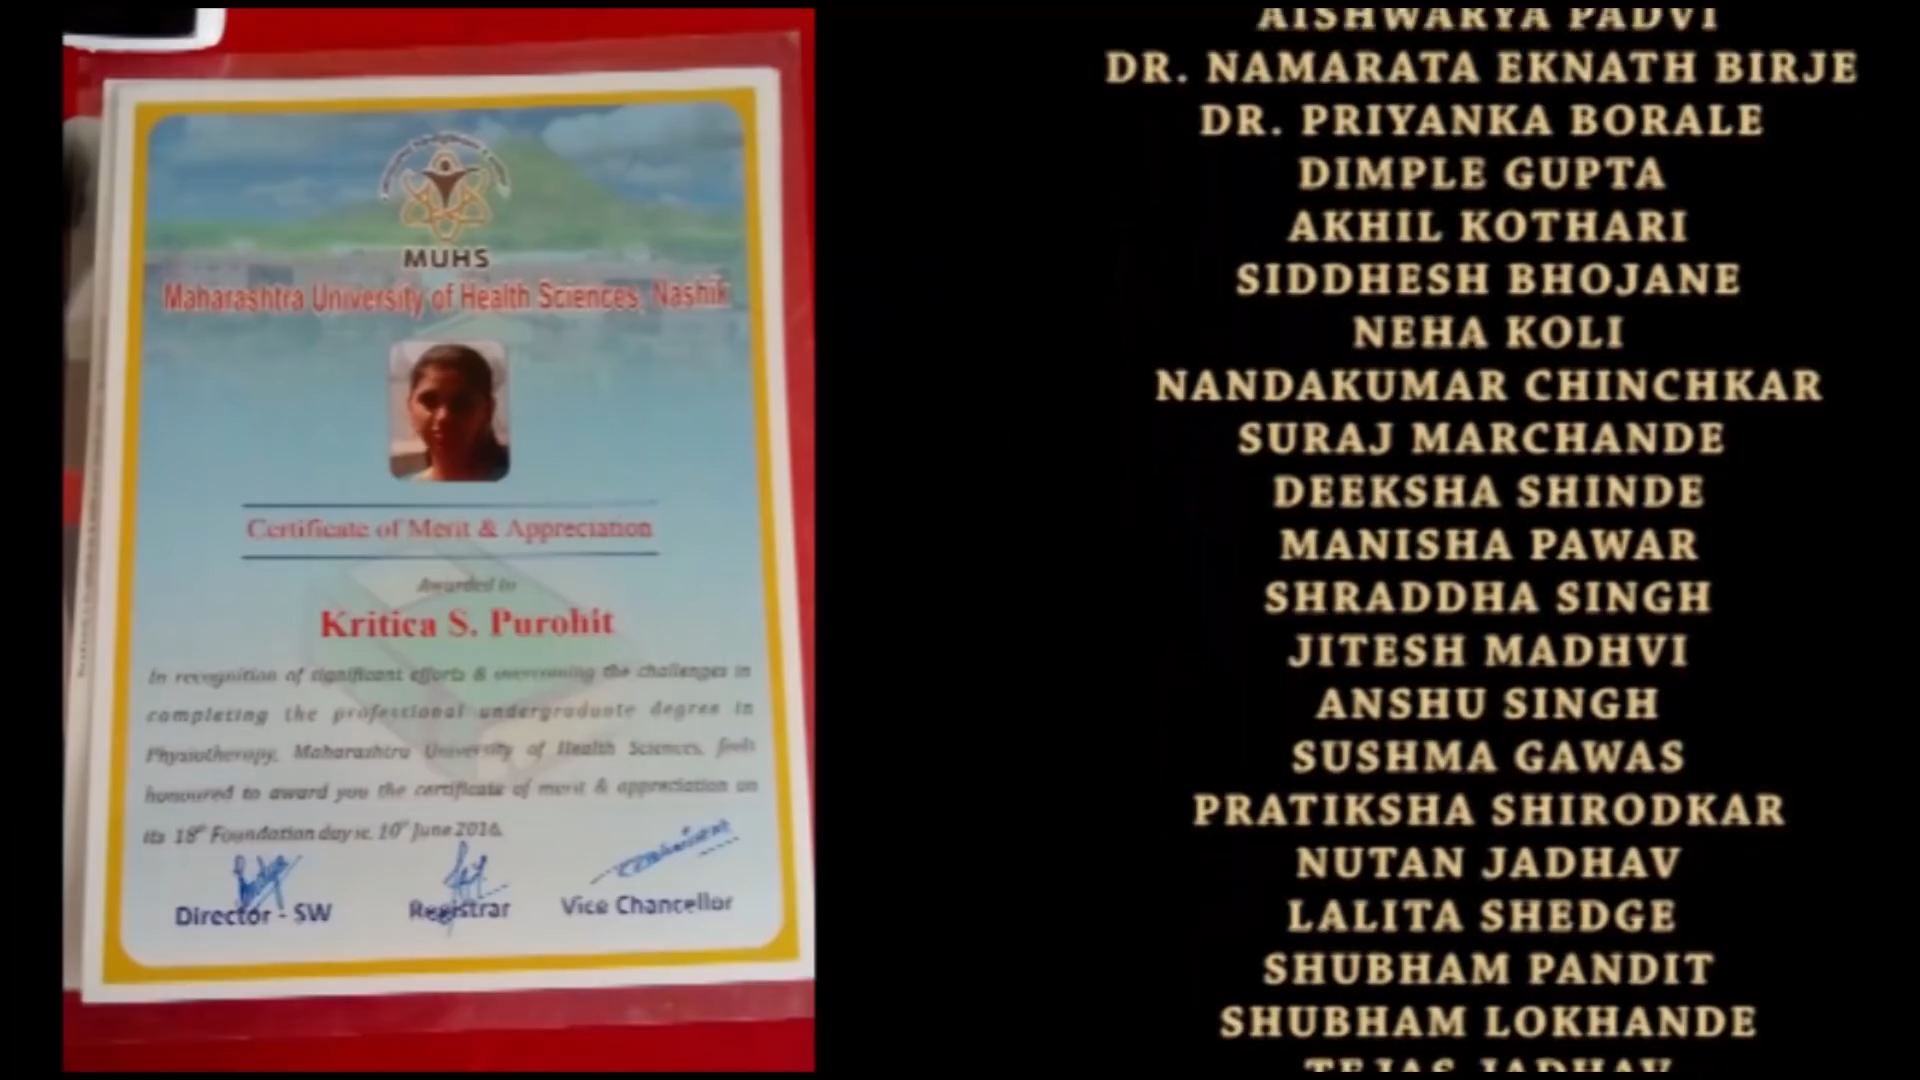 MUHS
Maharashtra University of Health Sciences, Nashik
Certificate of Merit & Appreciation
Awarded to
Kritica S. Purohit
In recognition of significant efforts & overcoming the challenges in
completing the professional undergraduate degree in
Physiotherapy, Maharashtra University of Health Sciences, feels
honoured to award you the certificate of merit & appreciation on
its 18th Foundation day ie. 10th June 2016.
Director - SW
Registrar
Vice Chancellor
AISHWARYA PADVI
DR. NAMARATA EKNATH BIRJE
DR. PRIYANKA BORALE
DIMPLE GUPTA
AKHIL KOTHARI
SIDDHESH BHOJANE
NEHA KOLI
NANDAKUMAR CHINCHKAR
SURAJ MARCHANDE
DEEKSHA SHINDE
MANISHA PAWAR
SHRADDHA SINGH
JITESH MADHVI
ANSHU SINGH
SUSHMA GAWAS
PRATIKSHA SHIRODKAR
NUTAN JADHAV
LALITA SHEDGE
SHUBHAM PANDIT
SHUBHAM LOKHANDE
TEJAS JADHAV